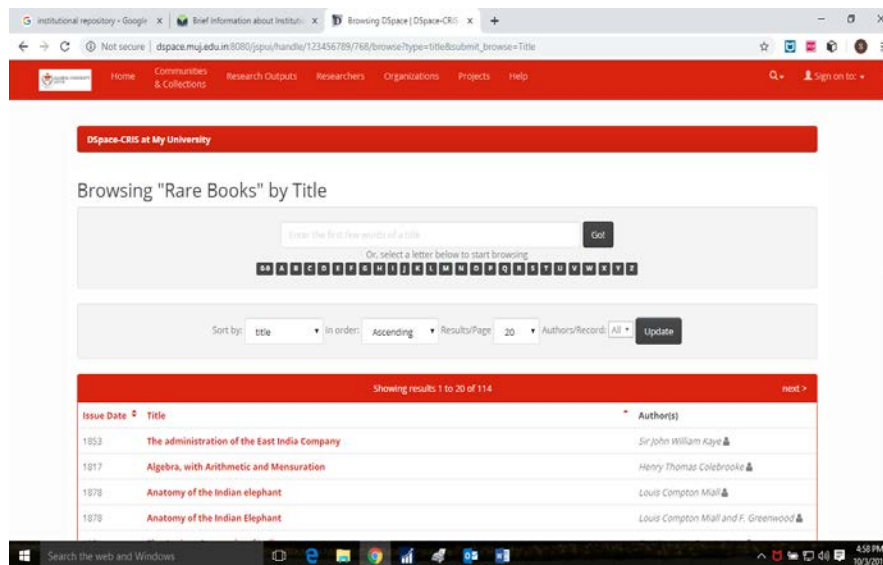 institutional repository - Google
Brief information about Instituti
Browsing DSpace | DSpace-CRIS
Not secure | dspace.muj.edu.in:8080/jspui/handle/123456789/768/browse?type=title&submit_browse=Title
Home
Communities
& Collections
Research Outputs
Researchers
Organizations
Projects
Help
Sign on to:
DSpace-CRIS at My University
Browsing "Rare Books" by Title
Enter the first few words of a title
Go!
Or, select a letter below to start browsing
0-9 A B C D E F G H I J K L M N O P Q R S T U V W X Y Z
Sort by: title In order: Ascending Results/Page 20 Authors/Record: All Update
Showing results 1 to 20 of 114 next >
Issue Date Title Author(s)
1853 The administration of the East India Company Sir John William Kaye
1817 Algebra, with Arithmetic and Mensuration Henry Thomas Colebrooke
1878 Anatomy of the Indian elephant Louis Compton Miall
1878 Anatomy of the Indian Elephant Louis Compton Miall and F. Greenwood
Search the web and Windows
4:58 PM
10/3/201